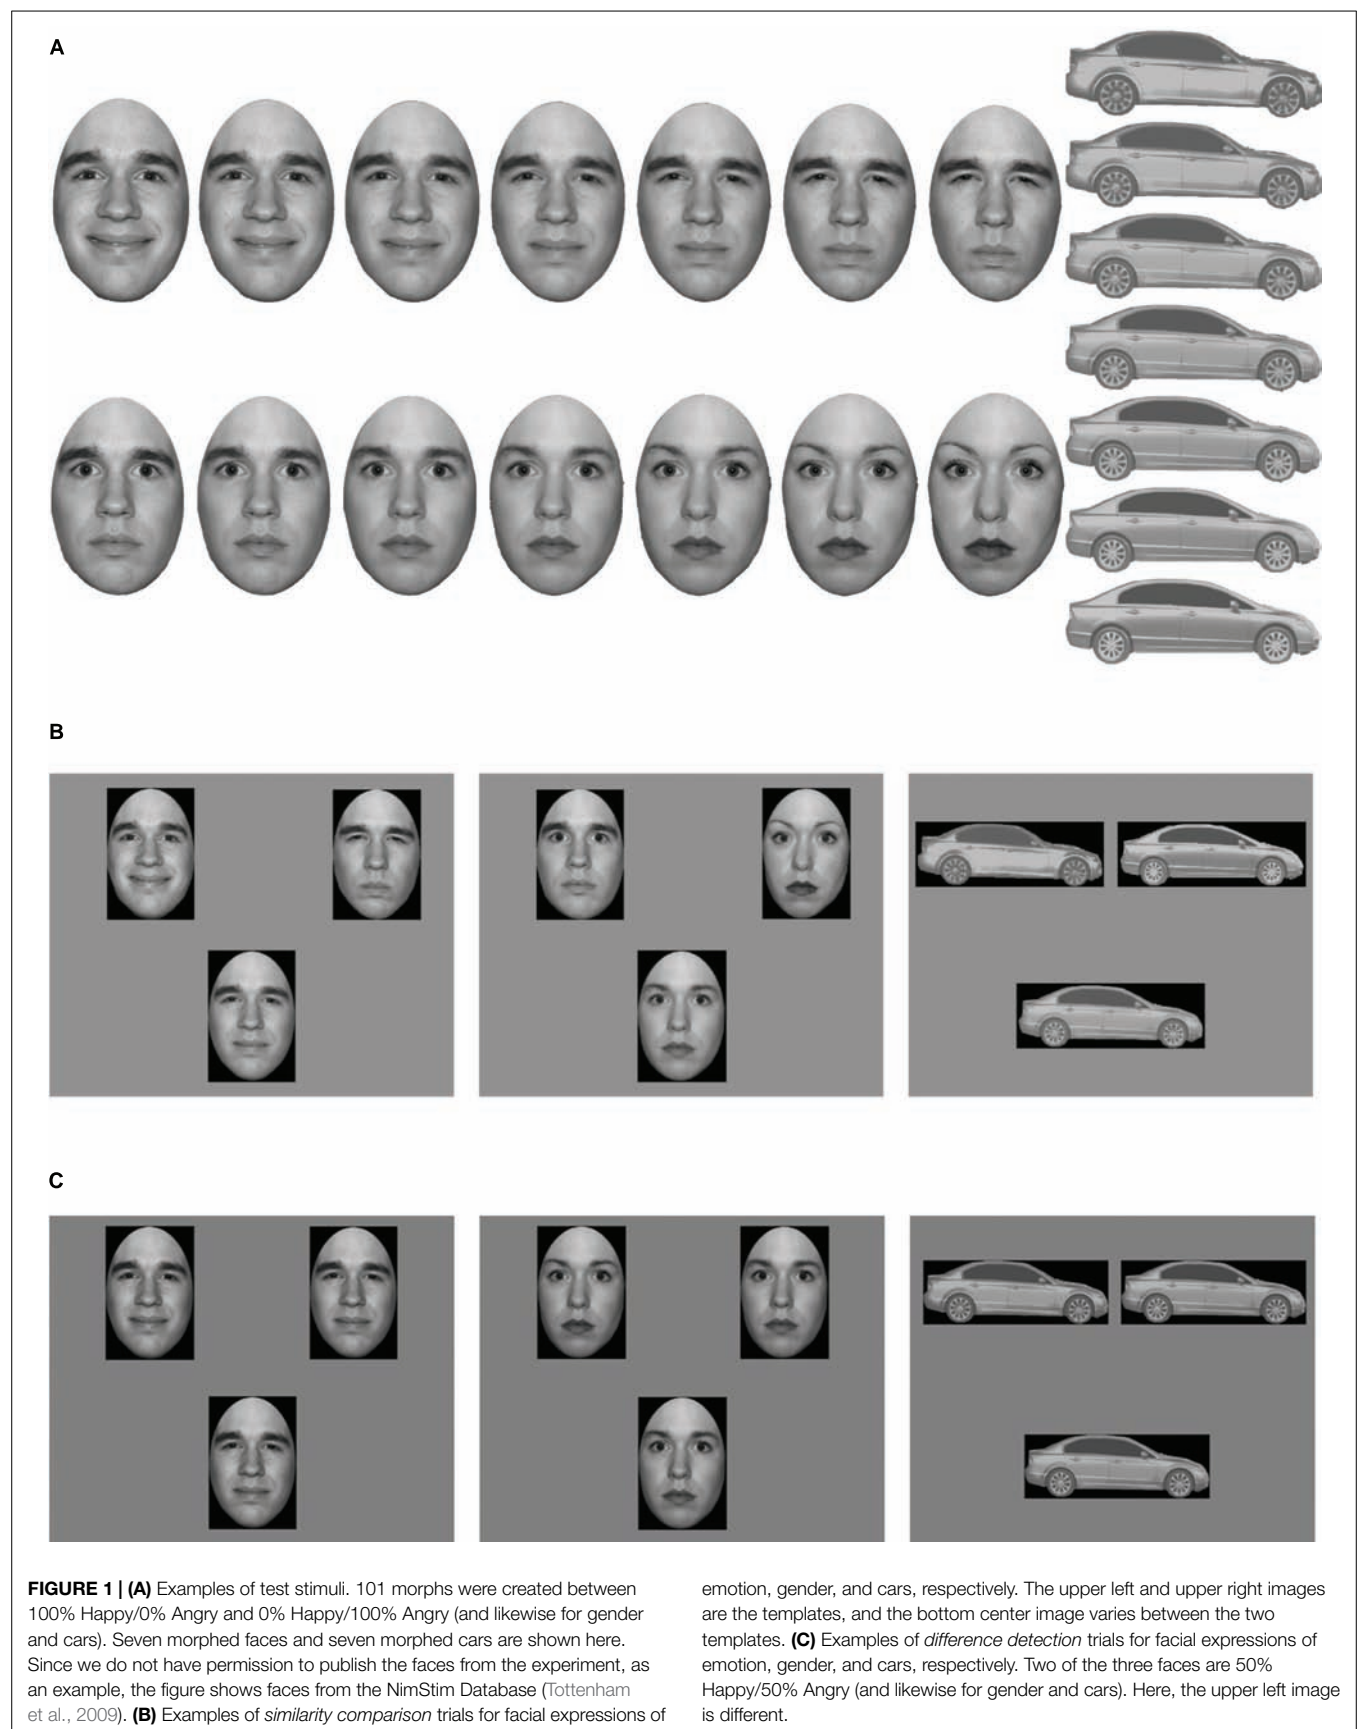 A
B
C
FIGURE 1 | (A) Examples of test stimuli. 101 morphs were created between
100% Happy/0% Angry and 0% Happy/100% Angry (and likewise for gender
and cars). Seven morphed faces and seven morphed cars are shown here.
Since we do not have permission to publish the faces from the experiment, as
an example, the figure shows faces from the NimStim Database (Tottenham
et al., 2009). (B) Examples of similarity comparison trials for facial expressions of
emotion, gender, and cars, respectively. The upper left and upper right images
are the templates, and the bottom center image varies between the two
templates. (C) Examples of difference detection trials for facial expressions of
emotion, gender, and cars, respectively. Two of the three faces are 50%
Happy/50% Angry (and likewise for gender and cars). Here, the upper left image
is different.